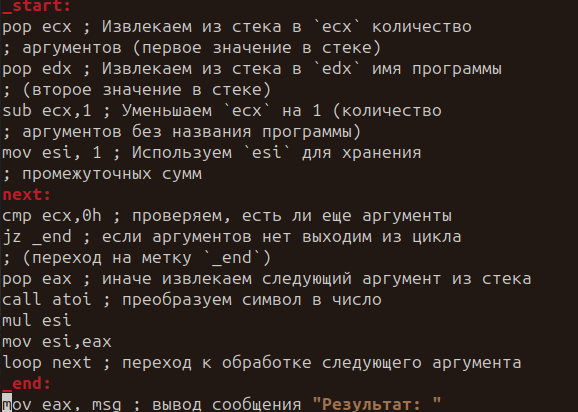 _start:
pop ecx ; Извлекаем из стека в `ecx` количество
; аргументов (первое значение в стеке)
pop edx ; Извлекаем из стека в `edx` имя программы
; (второе значение в стеке)
sub ecx,1 ; Уменьшаем `ecx` на 1 (количество
; аргументов без названия программы)
mov esi, 1 ; Используем `esi` для хранения
; промежуточных сумм
next:
cmp ecx,0h ; проверяем, есть ли еще аргументы
jz _end ; если аргументов нет выходим из цикла
; (переход на метку `_end`)
pop eax ; иначе извлекаем следующий аргумент из стека
call atoi ; преобразуем символ в число
mul esi
mov esi,eax
loop next ; переход к обработке следующего аргумента
_end:
mov eax, msg ; вывод сообщения "Результат: "